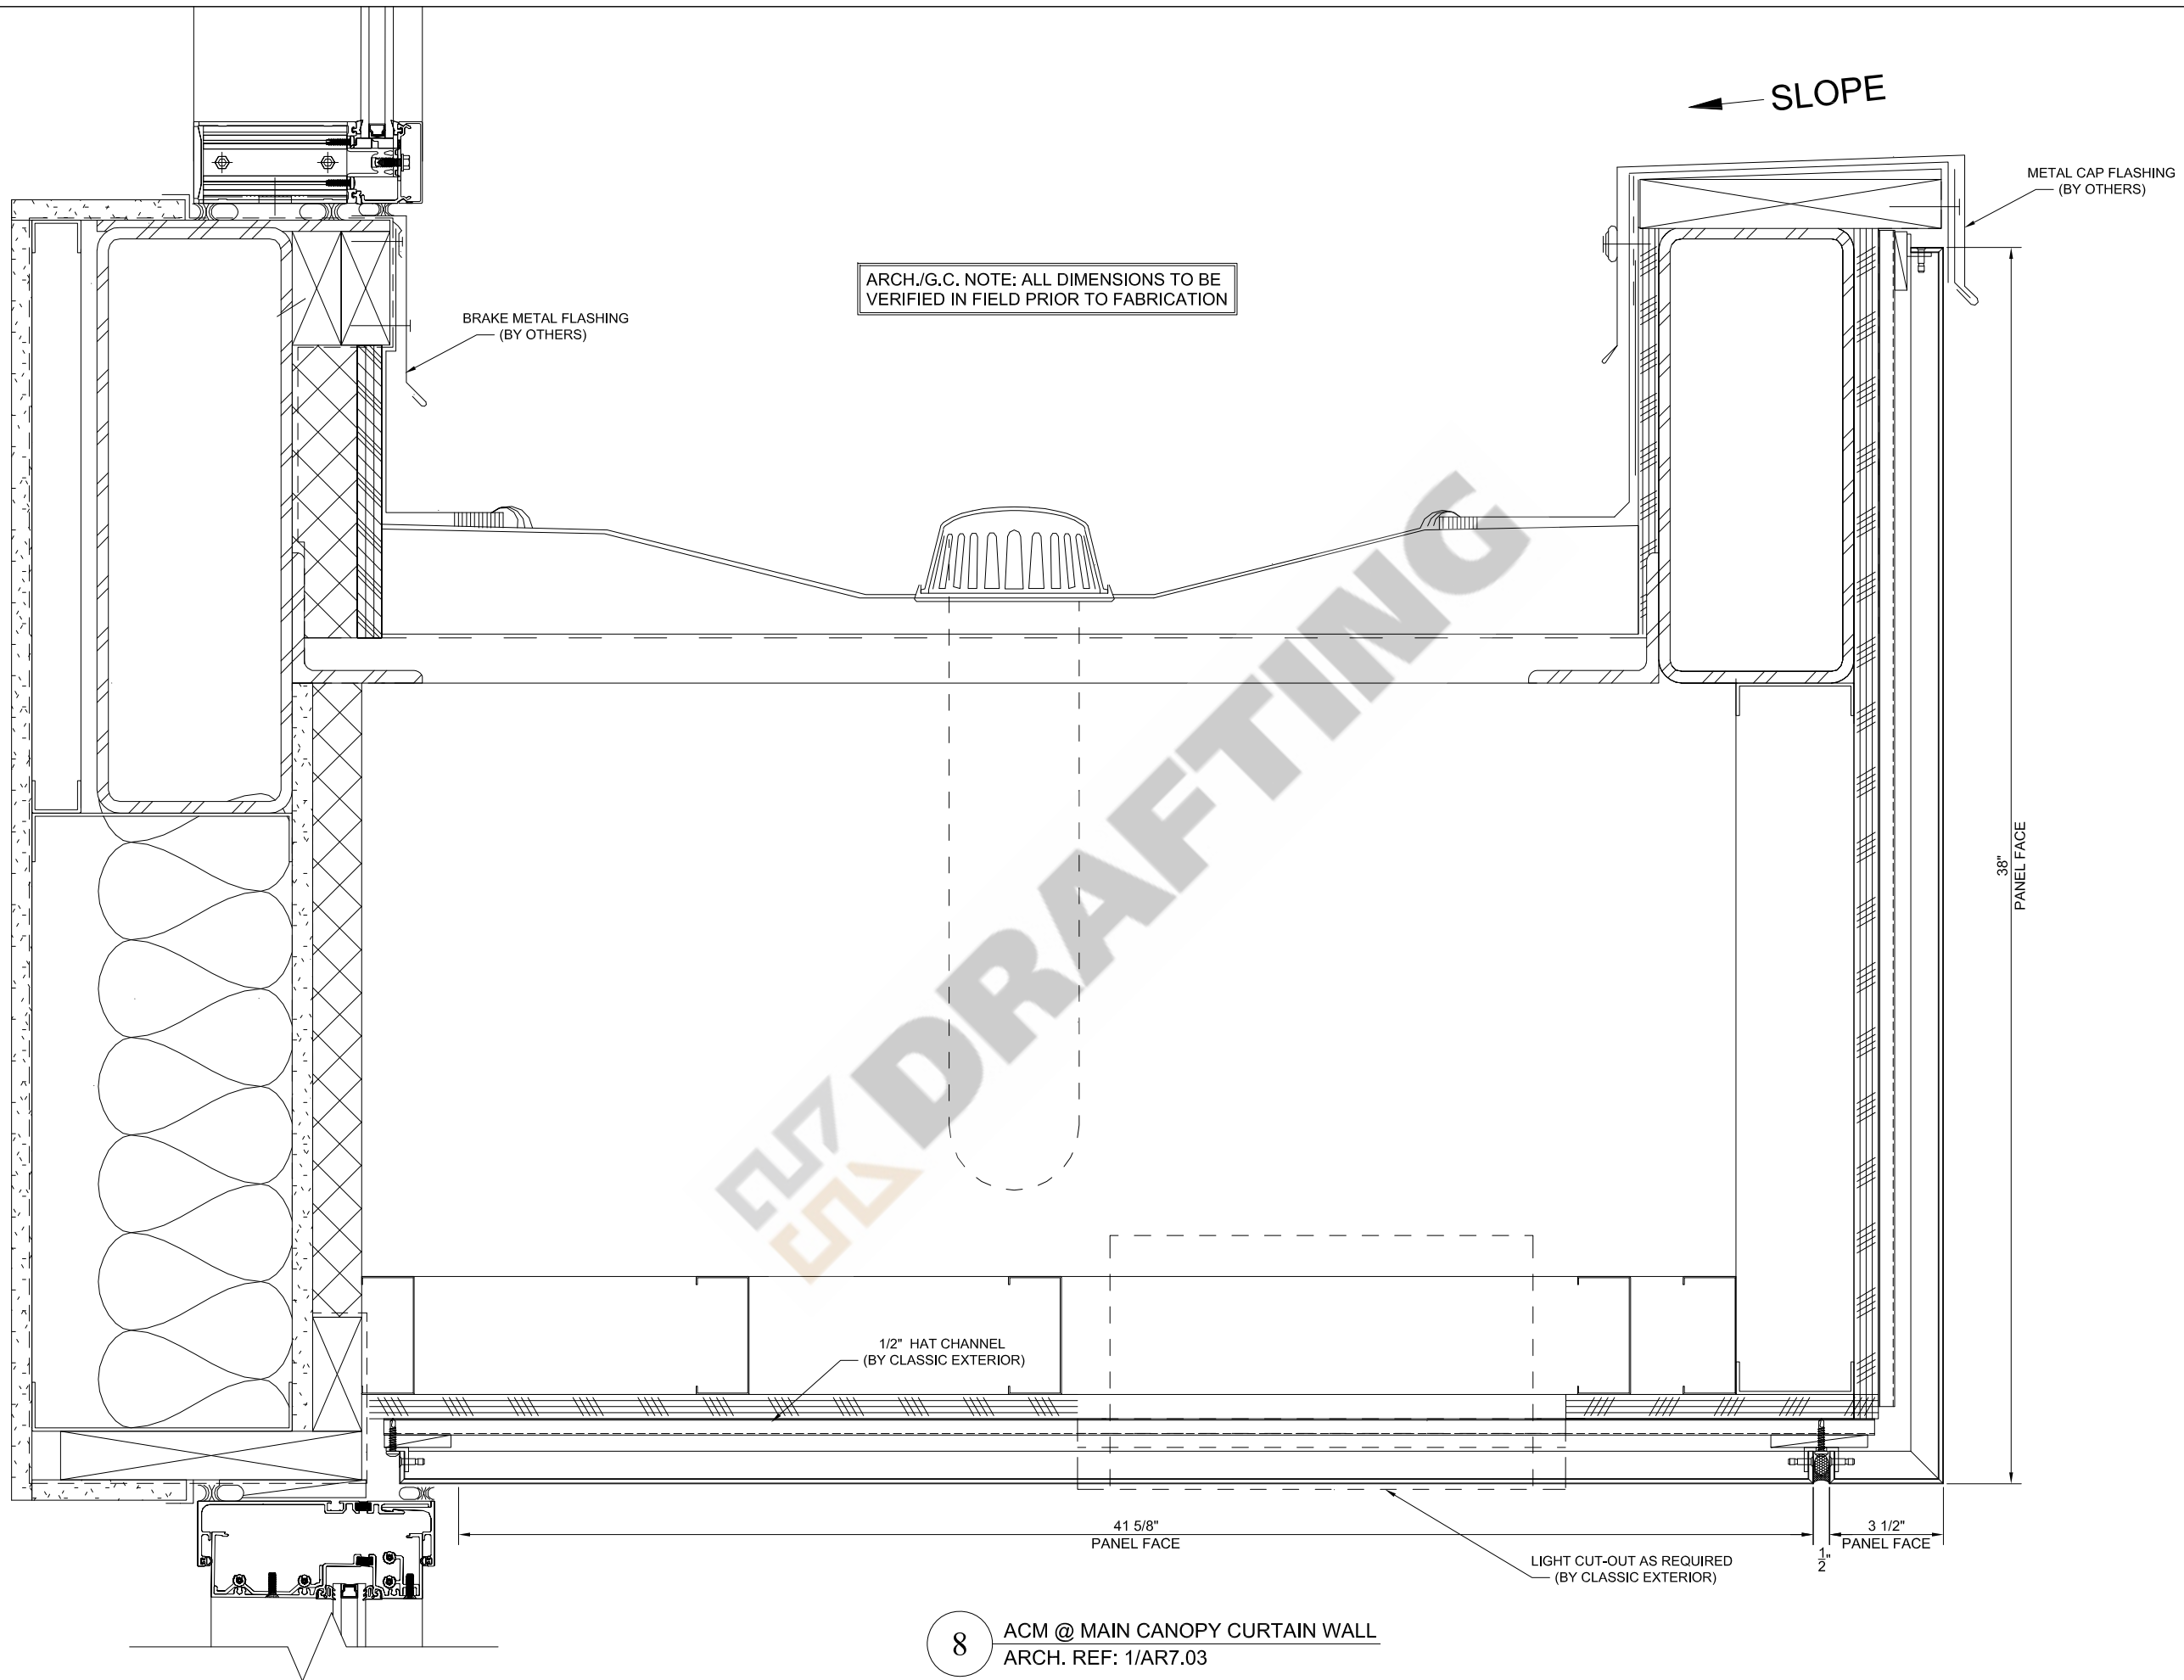 SLOPE
METAL CAP FLASHING
(BY OTHERS)
ARCH./G.C. NOTE: ALL DIMENSIONS TO BE
VERIFIED IN FIELD PRIOR TO FABRICATION
BRAKE METAL FLASHING
(BY OTHERS)
DRAFTING
38"
PANEL FACE
1/2" HAT CHANNEL
(BY CLASSIC EXTERIOR)
41 5/8"
PANEL FACE
1/2"
3 1/2"
PANEL FACE
LIGHT CUT-OUT AS REQUIRED
(BY CLASSIC EXTERIOR)
8
ACM @ MAIN CANOPY CURTAIN WALL
ARCH. REF: 1/AR7.03